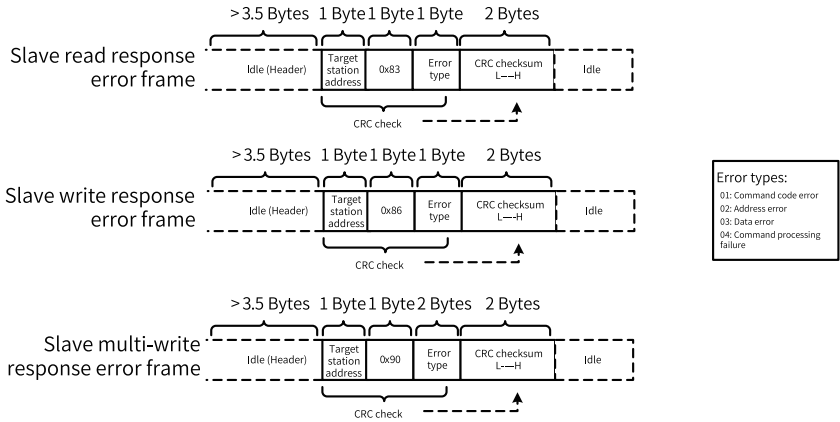 > 3.5 Bytes 1 Byte 1 Byte 1 Byte 2 Bytes
Slave read response
error frame
Idle (Header)
Target
station
address
0x83
Error
type
CRC checksum
L-–-H
Idle
CRC check
> 3.5 Bytes 1 Byte 1 Byte 1 Byte 2 Bytes
Slave write response
error frame
Idle (Header)
Target
station
address
0x86
Error
type
CRC checksum
L–--H
Idle
CRC check
Error types:
01: Command code error
02: Address error
03: Data error
04: Command processing
failure
> 3.5 Bytes 1 Byte 1 Byte 2 Bytes 2 Bytes
Slave multi-write
response error frame
Idle (Header)
Target
station
address
0x90
Error
type
CRC checksum
L-—H
Idle
CRC check